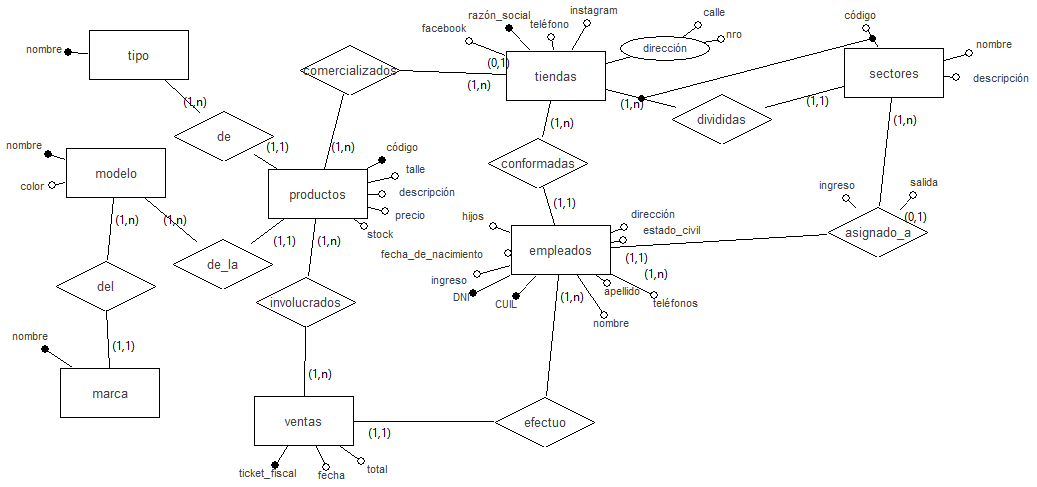 calle
instagram
razón_social
código
teléfono
facebook
nro
nombre
tipo
dirección
nombre
(0,1)
comercializados
tiendas
sectores
descripción
(1,n)
(1,n)
(1,n)
(1,1)
divididas
(1,n)
(1,n)
de
nombre
(1,1)
(1,n)
código
conformadas
modelo
talle
color
productos
descripción
ingreso
salida
(1,1)
precio
hijos
dirección
(1,n)
(1,n)
stock
(0,1)
estado_civil
(1,1)
(1,n)
asignado_a
fecha_de_nacimiento
empleados
(1,1)
de_la
(1,n)
ingreso
del
apellido
DNI
(1,n)
involucrados
CUIL
teléfonos
nombre
nombre
(1,1)
(1,n)
marca
ventas
efectuo
(1,1)
ticket_fiscal
fecha
total